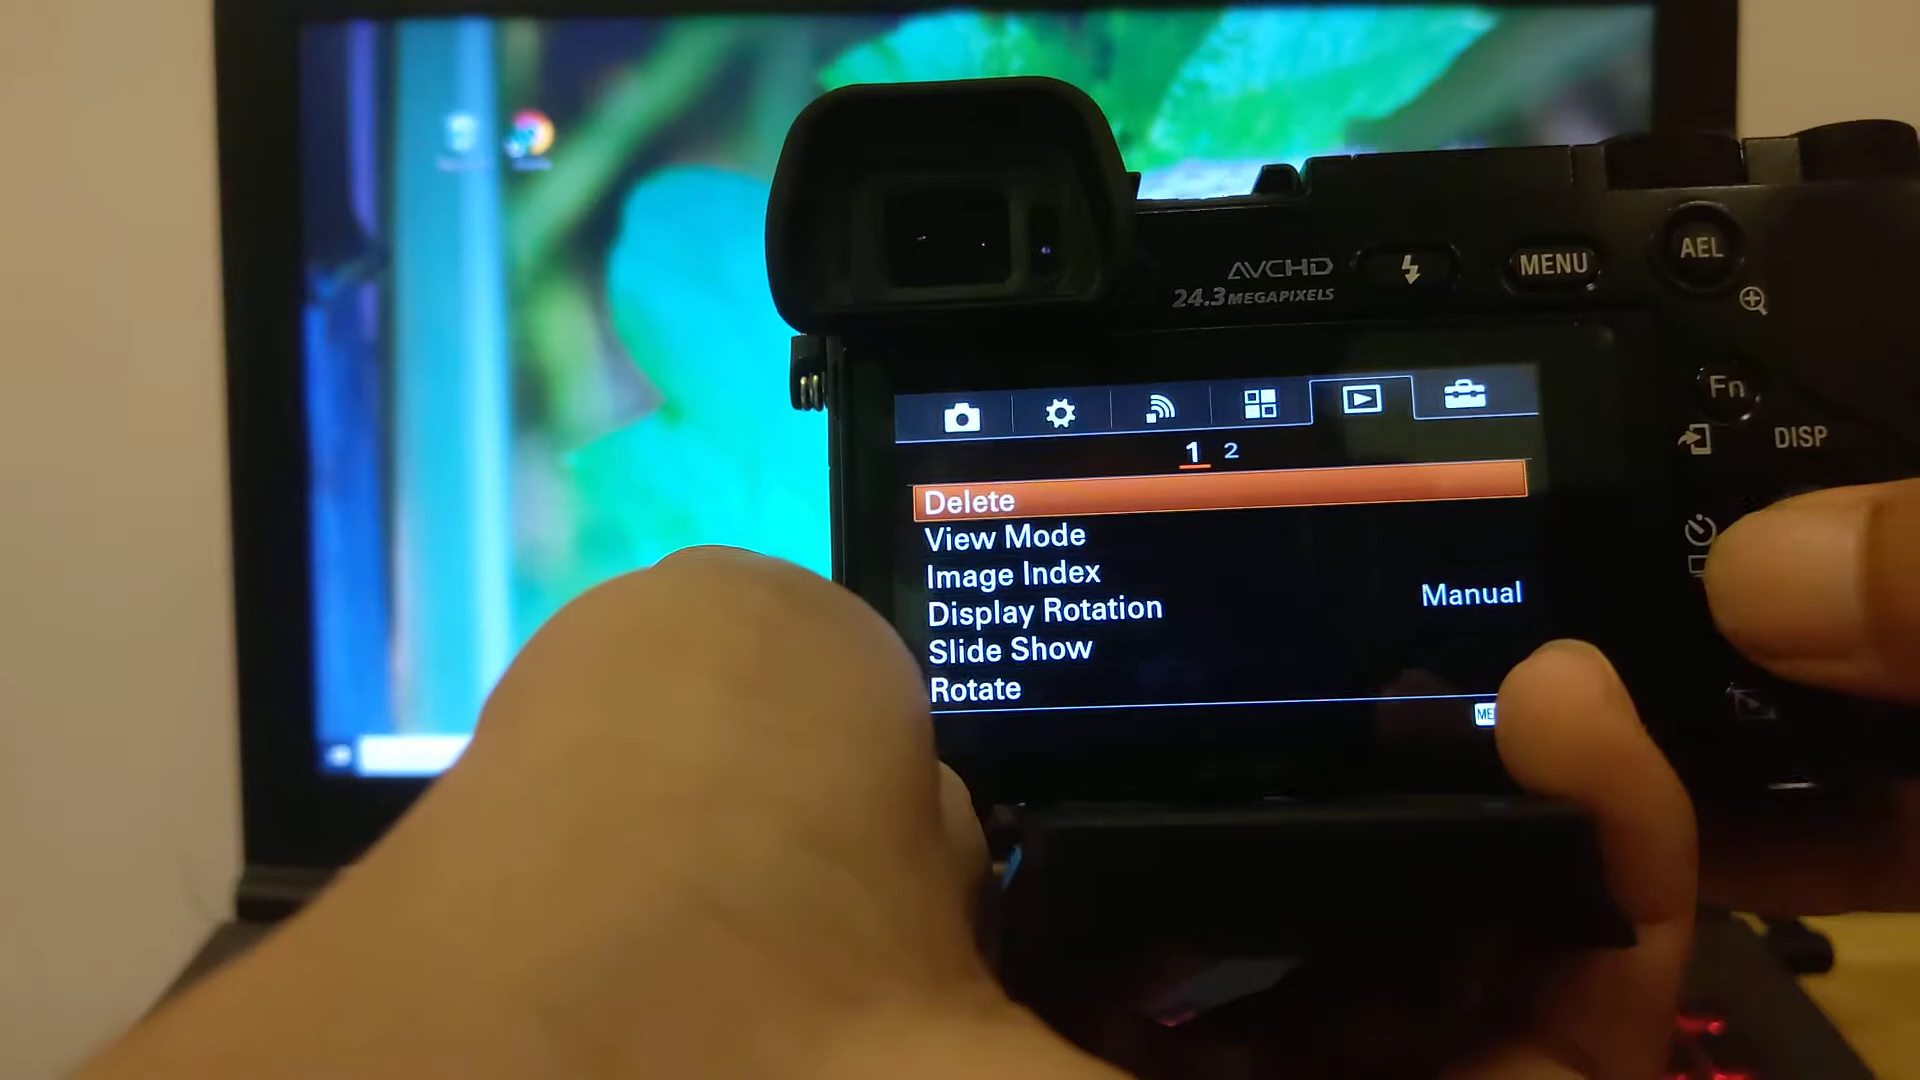 AVCHD
24.3 MEGAPIXELS
MENU
AEL
Fn
DISP
1 2
Delete
View Mode
Image Index
Display Rotation Manual
Slide Show
Rotate